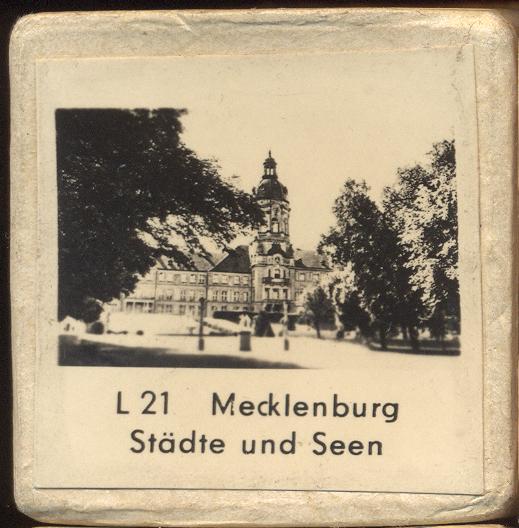 L 21 Mecklenburg
Städte und Seen